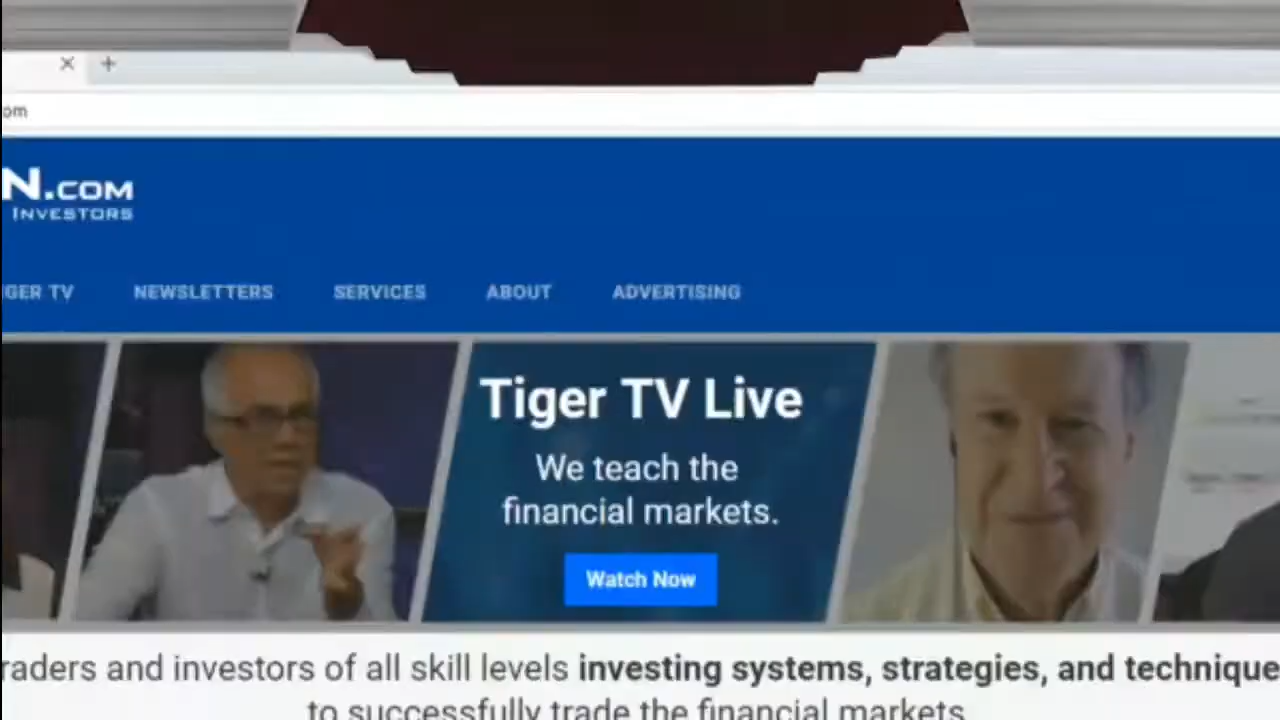 om
N.COM
INVESTORS
IGER TV NEWSLETTERS SERVICES ABOUT ADVERTISING
Tiger TV Live
We teach the
financial markets.
Watch Now
raders and investors of all skill levels investing systems, strategies, and technique
to successfully trade the financial markets